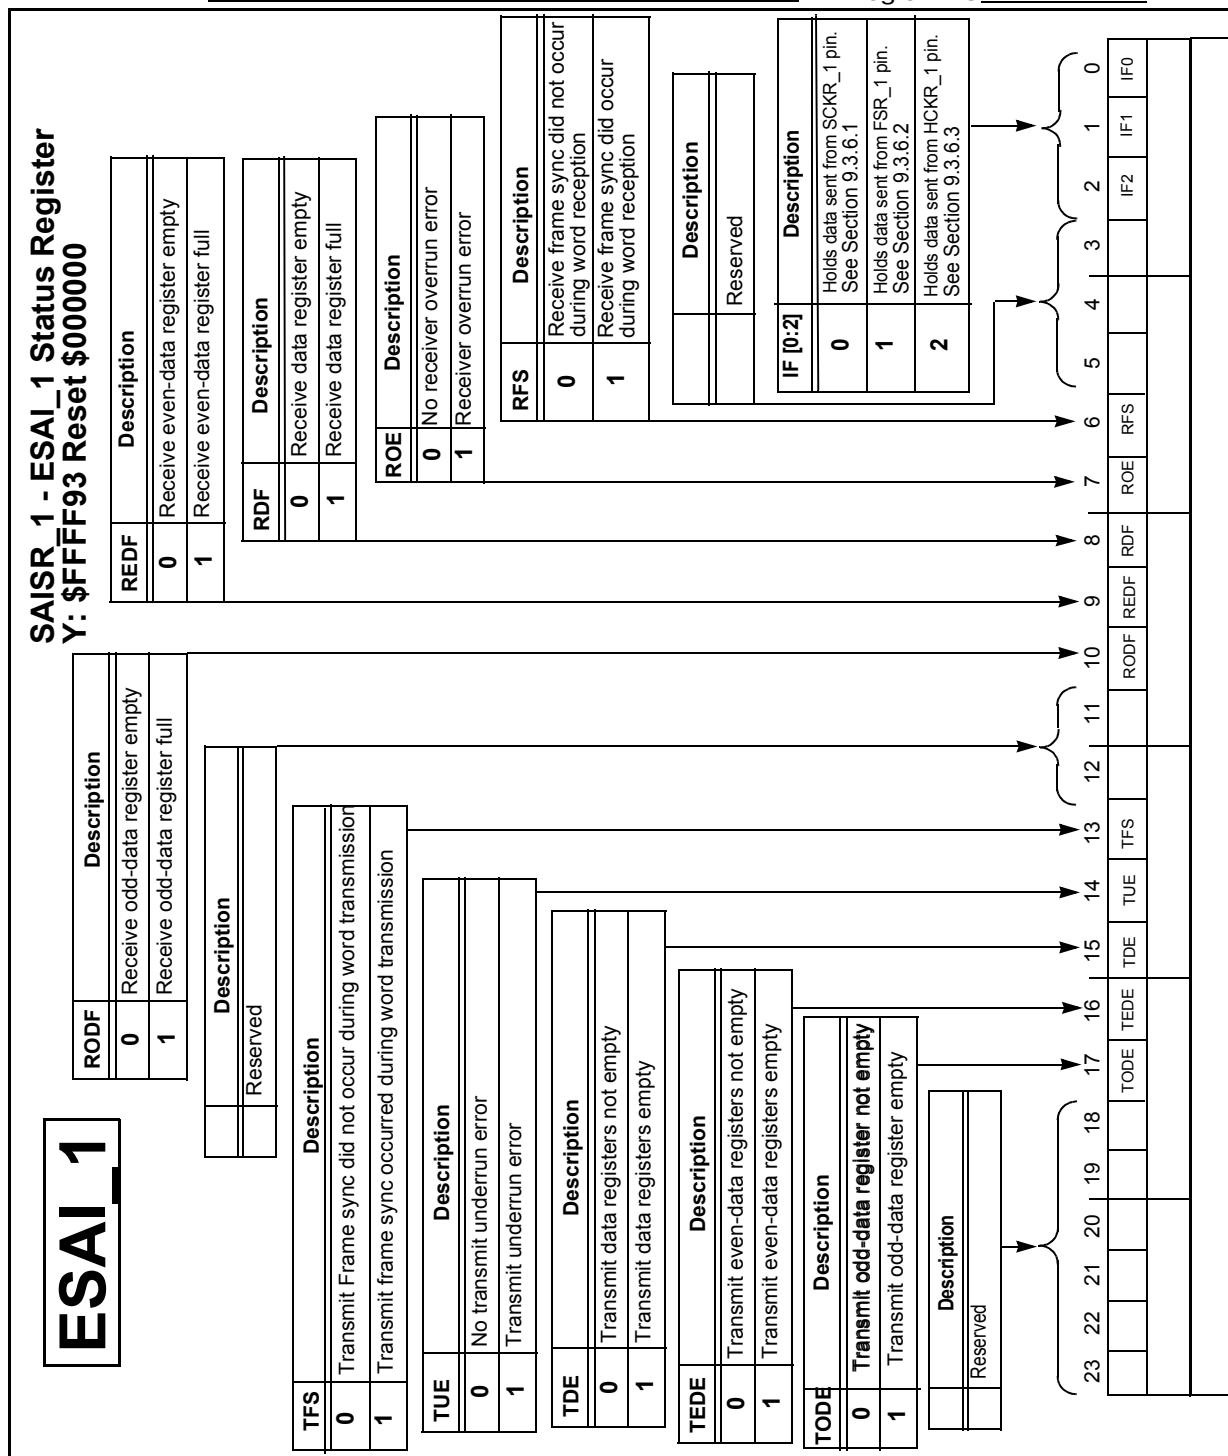 ESAI_1
SAISR_1 - ESAI_1 Status Register
Y: $FFFF93 Reset $000000
RODF Description
0 Receive odd-data register empty
1 Receive odd-data register full
REDF Description
0 Receive even-data register empty
1 Receive even-data register full
Description
Reserved
RDF Description
0 Receive data register empty
1 Receive data register full
TFS Description
0 Transmit Frame sync did not occur during word transmission
1 Transmit frame sync occurred during word transmission
ROE Description
0 No receiver overrun error
1 Receiver overrun error
TUE Description
0 No transmit underrun error
1 Transmit underrun error
RFS Description
0 Receive frame sync did not occur
during word reception
1 Receive frame sync did occur
during word reception
TDE Description
0 Transmit data registers not empty
1 Transmit data registers empty
Description
Reserved
TEDE Description
0 Transmit even-data registers not empty
1 Transmit even-data registers empty
IF [0:2] Description
0 Holds data sent from SCKR_1 pin.
See Section 9.3.6.1
1 Holds data sent from FSR_1 pin.
See Section 9.3.6.2
2 Holds data sent from HCKR_1 pin.
See Section 9.3.6.3
TODE Description
0 Transmit odd-data register not empty
1 Transmit odd-data register empty
Description
Reserved
23 22 21 20 19 18 17 16 15 14 13 12 11 10 9 8 7 6 5 4 3 2 1 0
TODE TEDE TDE TUE TFS RODF REDF RDF ROE RFS IF2 IF1 IF0